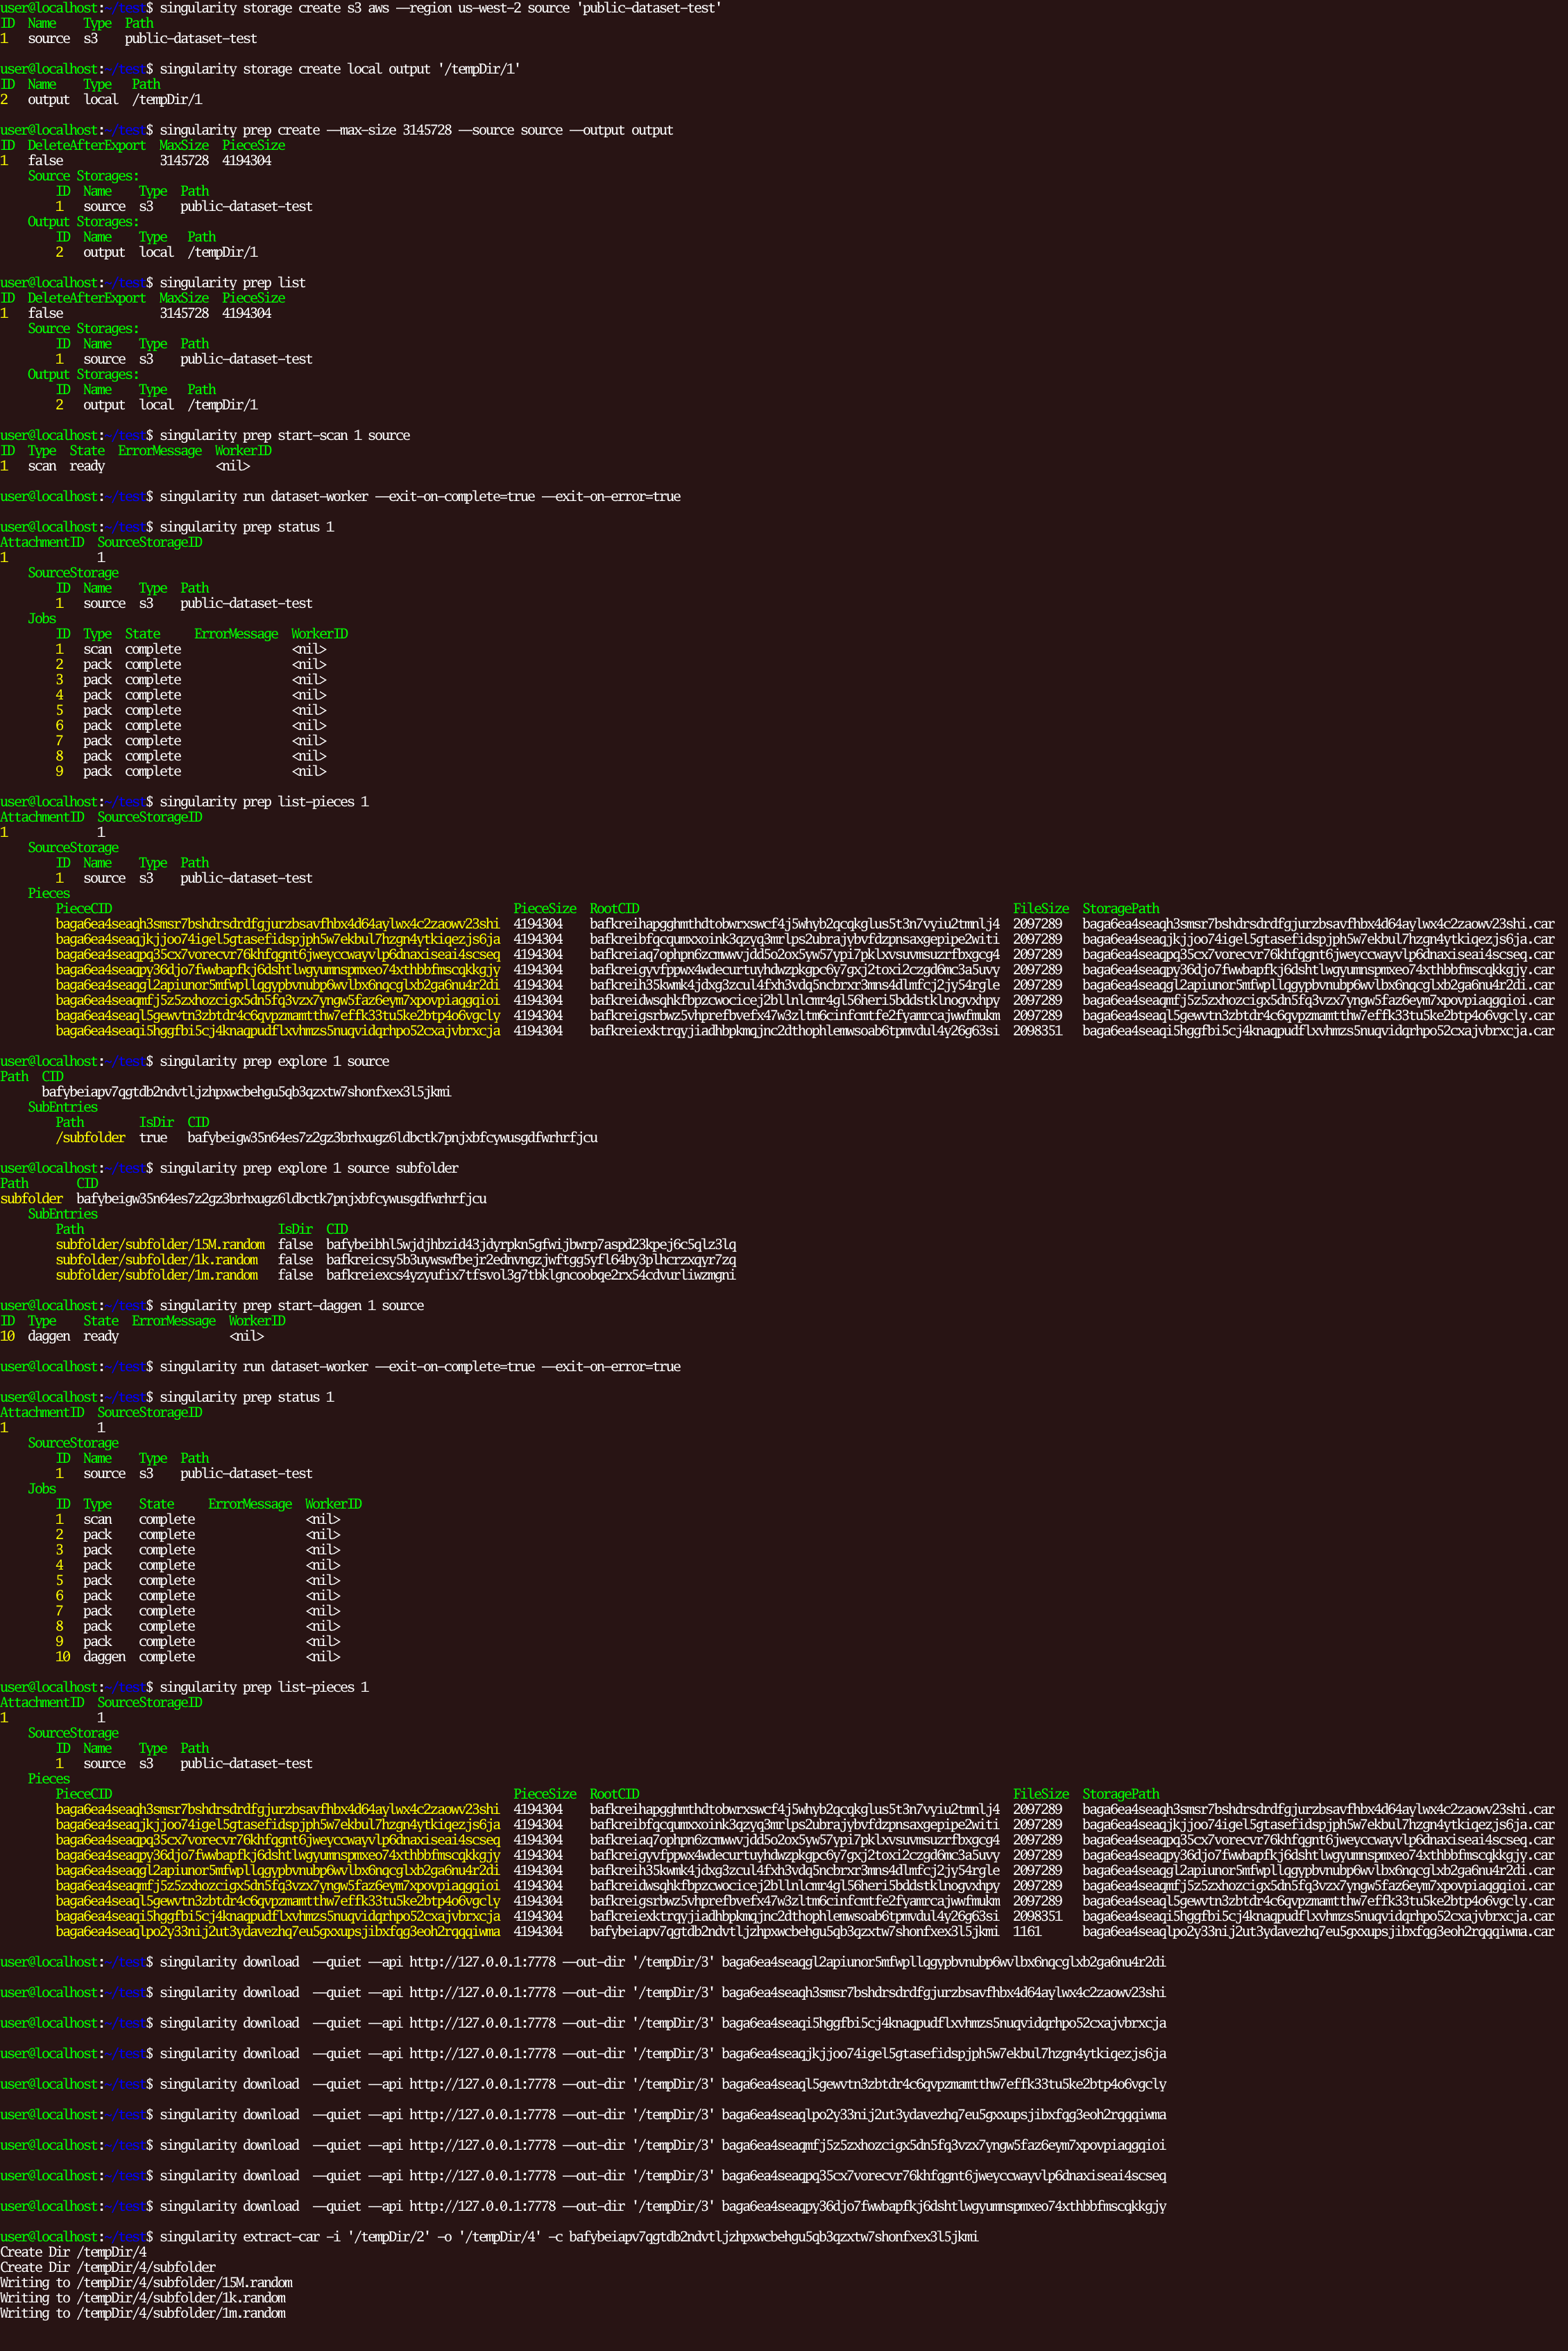 user@localhost:~/test$ singularity storage create s3 aws --region us-west-2 source 'public-dataset-test'
ID  Name    Type  Path
1   source  s3    public-dataset-test

user@localhost:~/test$ singularity storage create local output '/tempDir/1'
ID  Name    Type   Path
2   output  local  /tempDir/1

user@localhost:~/test$ singularity prep create --max-size 3145728 --source source --output output
ID  DeleteAfterExport  MaxSize  PieceSize
1   false              3145728  4194304
    Source Storages:
        ID  Name    Type  Path
        1   source  s3    public-dataset-test
    Output Storages:
        ID  Name    Type   Path
        2   output  local  /tempDir/1

user@localhost:~/test$ singularity prep list
ID  DeleteAfterExport  MaxSize  PieceSize
1   false              3145728  4194304
    Source Storages:
        ID  Name    Type  Path
        1   source  s3    public-dataset-test
    Output Storages:
        ID  Name    Type   Path
        2   output  local  /tempDir/1

user@localhost:~/test$ singularity prep start-scan 1 source
ID  Type  State  ErrorMessage  WorkerID
1   scan  ready                <nil>

user@localhost:~/test$ singularity run dataset-worker --exit-on-complete=true --exit-on-error=true

user@localhost:~/test$ singularity prep status 1
AttachmentID  SourceStorageID
1             1
    SourceStorage
        ID  Name    Type  Path
        1   source  s3    public-dataset-test
    Jobs
        ID  Type  State     ErrorMessage  WorkerID
        1   scan  complete                <nil>
        2   pack  complete                <nil>
        3   pack  complete                <nil>
        4   pack  complete                <nil>
        5   pack  complete                <nil>
        6   pack  complete                <nil>
        7   pack  complete                <nil>
        8   pack  complete                <nil>
        9   pack  complete                <nil>

user@localhost:~/test$ singularity prep list-pieces 1
AttachmentID  SourceStorageID
1             1
    SourceStorage
        ID  Name    Type  Path
        1   source  s3    public-dataset-test
    Pieces
        PieceCID  PieceSize  RootCID  FileSize  StoragePath
        baga6ea4seaqh3smsr7bshdrsdrdfgjurzbsavfhbx4d64aylwx4c2zaowv23shi  4194304  bafkreihapgghmthdtobwrxswcf4j5whyb2qcqkglus5t3n7vyiu2tmnlj4  2097289  baga6ea4seaqh3smsr7bshdrsdrdfgjurzbsavfhbx4d64aylwx4c2zaowv23shi.car
        baga6ea4seaqjkjjoo74igel5gtasefidspjph5w7ekbul7hzgn4ytkiqezjs6ja  4194304  bafkreibfqcqumxxoink3qzyq3mrlps2ubrajybvfdzpnsaxgepipe2witi  2097289  baga6ea4seaqjkjjoo74igel5gtasefidspjph5w7ekbul7hzgn4ytkiqezjs6ja.car
        baga6ea4seaqpq35cx7vorecvr76khfqgnt6jweyccwayvlp6dnaxiseai4scseq  4194304  bafkreiaq7ophpn6zcmwwvjdd5o2ox5yw57ypi7pklxvsuvmsuzrfbxgcg4  2097289  baga6ea4seaqpq35cx7vorecvr76khfqgnt6jweyccwayvlp6dnaxiseai4scseq.car
        baga6ea4seaqpy36djo7fwwbapfkj6dshtlwgyumnspmxeo74xthbbfmscqkkgjy  4194304  bafkreigyvfppwx4wdecurtuyhdwzpkgpc6y7gxj2toxi2czgd6mc3a5uvy  2097289  baga6ea4seaqpy36djo7fwwbapfkj6dshtlwgyumnspmxeo74xthbbfmscqkkgjy.car
        baga6ea4seaqgl2apiunor5mfwpllqgypbvnubp6wvlbx6nqcglxb2ga6nu4r2di  4194304  bafkreih35kwmk4jdxg3zcul4fxh3vdq5ncbrxr3mns4dlmfcj2jy54rgle  2097289  baga6ea4seaqgl2apiunor5mfwpllqgypbvnubp6wvlbx6nqcglxb2ga6nu4r2di.car
        baga6ea4seaqmfj5z5zxhozcigx5dn5fq3vzx7yngw5faz6eym7xpovpiaqgqioi  4194304  bafkreidwsqhkfbpzcwocicej2bllnlcmr4gl56heri5bddstklnogvxhpy  2097289  baga6ea4seaqmfj5z5zxhozcigx5dn5fq3vzx7yngw5faz6eym7xpovpiaqgqioi.car
        baga6ea4seaql5gewvtn3zbtdr4c6qvpzmamtthw7effk33tu5ke2btp4o6vgcly  4194304  bafkreigsrbwz5vhprefbvefx47w3zltm6cinfcmtfe2fyamrcajwwfmukm  2097289  baga6ea4seaql5gewvtn3zbtdr4c6qvpzmamtthw7effk33tu5ke2btp4o6vgcly.car
        baga6ea4seaqi5hggfbi5cj4knaqpudflxvhmzs5nuqvidqrhpo52cxajvbrxcja  4194304  bafkreiexktrqyjiadhbpkmqjnc2dthophlemwsoab6tpmvdul4y26g63si  2098351  baga6ea4seaqi5hggfbi5cj4knaqpudflxvhmzs5nuqvidqrhpo52cxajvbrxcja.car

user@localhost:~/test$ singularity prep explore 1 source
Path  CID
      bafybeiapv7qgtdb2ndvtljzhpxwcbehgu5qb3qzxtw7shonfxex3l5jkmi
    SubEntries
        Path        IsDir  CID
        /subfolder  true   bafybeigw35n64es7z2gz3brhxugz6ldbctk7pnjxbfcywusgdfwrhrfjcu

user@localhost:~/test$ singularity prep explore 1 source subfolder
Path       CID
subfolder  bafybeigw35n64es7z2gz3brhxugz6ldbctk7pnjxbfcywusgdfwrhrfjcu
    SubEntries
        Path                            IsDir  CID
        subfolder/subfolder/15M.random  false  bafybeibhl5wjdjhbzid43jdyrpkn5gfwijbwrp7aspd23kpej6c5qlz3lq
        subfolder/subfolder/1k.random   false  bafkreicsy5b3uywswfbejr2ednvngzjwftgg5yfl64by3plhcrzxqyr7zq
        subfolder/subfolder/1m.random   false  bafkreiexcs4yzyufix7tfsvol3g7tbklgncoobqe2rx54cdvurliwzmgni

user@localhost:~/test$ singularity prep start-daggen 1 source
ID  Type    State  ErrorMessage  WorkerID
10  daggen  ready                <nil>

user@localhost:~/test$ singularity run dataset-worker --exit-on-complete=true --exit-on-error=true

user@localhost:~/test$ singularity prep status 1
AttachmentID  SourceStorageID
1             1
    SourceStorage
        ID  Name    Type  Path
        1   source  s3    public-dataset-test
    Jobs
        ID  Type    State     ErrorMessage  WorkerID
        1   scan    complete                <nil>
        2   pack    complete                <nil>
        3   pack    complete                <nil>
        4   pack    complete                <nil>
        5   pack    complete                <nil>
        6   pack    complete                <nil>
        7   pack    complete                <nil>
        8   pack    complete                <nil>
        9   pack    complete                <nil>
        10  daggen  complete                <nil>

user@localhost:~/test$ singularity prep list-pieces 1
AttachmentID  SourceStorageID
1             1
    SourceStorage
        ID  Name    Type  Path
        1   source  s3    public-dataset-test
    Pieces
        PieceCID  PieceSize  RootCID  FileSize  StoragePath
        baga6ea4seaqh3smsr7bshdrsdrdfgjurzbsavfhbx4d64aylwx4c2zaowv23shi  4194304  bafkreihapgghmthdtobwrxswcf4j5whyb2qcqkglus5t3n7vyiu2tmnlj4  2097289  baga6ea4seaqh3smsr7bshdrsdrdfgjurzbsavfhbx4d64aylwx4c2zaowv23shi.car
        baga6ea4seaqjkjjoo74igel5gtasefidspjph5w7ekbul7hzgn4ytkiqezjs6ja  4194304  bafkreibfqcqumxxoink3qzyq3mrlps2ubrajybvfdzpnsaxgepipe2witi  2097289  baga6ea4seaqjkjjoo74igel5gtasefidspjph5w7ekbul7hzgn4ytkiqezjs6ja.car
        baga6ea4seaqpq35cx7vorecvr76khfqgnt6jweyccwayvlp6dnaxiseai4scseq  4194304  bafkreiaq7ophpn6zcmwwvjdd5o2ox5yw57ypi7pklxvsuvmsuzrfbxgcg4  2097289  baga6ea4seaqpq35cx7vorecvr76khfqgnt6jweyccwayvlp6dnaxiseai4scseq.car
        baga6ea4seaqpy36djo7fwwbapfkj6dshtlwgyumnspmxeo74xthbbfmscqkkgjy  4194304  bafkreigyvfppwx4wdecurtuyhdwzpkgpc6y7gxj2toxi2czgd6mc3a5uvy  2097289  baga6ea4seaqpy36djo7fwwbapfkj6dshtlwgyumnspmxeo74xthbbfmscqkkgjy.car
        baga6ea4seaqgl2apiunor5mfwpllqgypbvnubp6wvlbx6nqcglxb2ga6nu4r2di  4194304  bafkreih35kwmk4jdxg3zcul4fxh3vdq5ncbrxr3mns4dlmfcj2jy54rgle  2097289  baga6ea4seaqgl2apiunor5mfwpllqgypbvnubp6wvlbx6nqcglxb2ga6nu4r2di.car
        baga6ea4seaqmfj5z5zxhozcigx5dn5fq3vzx7yngw5faz6eym7xpovpiaqgqioi  4194304  bafkreidwsqhkfbpzcwocicej2bllnlcmr4gl56heri5bddstklnogvxhpy  2097289  baga6ea4seaqmfj5z5zxhozcigx5dn5fq3vzx7yngw5faz6eym7xpovpiaqgqioi.car
        baga6ea4seaql5gewvtn3zbtdr4c6qvpzmamtthw7effk33tu5ke2btp4o6vgcly  4194304  bafkreigsrbwz5vhprefbvefx47w3zltm6cinfcmtfe2fyamrcajwwfmukm  2097289  baga6ea4seaql5gewvtn3zbtdr4c6qvpzmamtthw7effk33tu5ke2btp4o6vgcly.car
        baga6ea4seaqi5hggfbi5cj4knaqpudflxvhmzs5nuqvidqrhpo52cxajvbrxcja  4194304  bafkreiexktrqyjiadhbpkmqjnc2dthophlemwsoab6tpmvdul4y26g63si  2098351  baga6ea4seaqi5hggfbi5cj4knaqpudflxvhmzs5nuqvidqrhpo52cxajvbrxcja.car
        baga6ea4seaqlpo2y33nij2ut3ydavezhq7eu5gxxupsjibxfqg3eoh2rqqqiwma  4194304  bafybeiapv7qgtdb2ndvtljzhpxwcbehgu5qb3qzxtw7shonfxex3l5jkmi  1161     baga6ea4seaqlpo2y33nij2ut3ydavezhq7eu5gxxupsjibxfqg3eoh2rqqqiwma.car

user@localhost:~/test$ singularity download  --quiet --api http://127.0.0.1:7778 --out-dir '/tempDir/3' baga6ea4seaqgl2apiunor5mfwpllqgypbvnubp6wvlbx6nqcglxb2ga6nu4r2di

user@localhost:~/test$ singularity download  --quiet --api http://127.0.0.1:7778 --out-dir '/tempDir/3' baga6ea4seaqh3smsr7bshdrsdrdfgjurzbsavfhbx4d64aylwx4c2zaowv23shi

user@localhost:~/test$ singularity download  --quiet --api http://127.0.0.1:7778 --out-dir '/tempDir/3' baga6ea4seaqi5hggfbi5cj4knaqpudflxvhmzs5nuqvidqrhpo52cxajvbrxcja

user@localhost:~/test$ singularity download  --quiet --api http://127.0.0.1:7778 --out-dir '/tempDir/3' baga6ea4seaqjkjjoo74igel5gtasefidspjph5w7ekbul7hzgn4ytkiqezjs6ja

user@localhost:~/test$ singularity download  --quiet --api http://127.0.0.1:7778 --out-dir '/tempDir/3' baga6ea4seaql5gewvtn3zbtdr4c6qvpzmamtthw7effk33tu5ke2btp4o6vgcly

user@localhost:~/test$ singularity download  --quiet --api http://127.0.0.1:7778 --out-dir '/tempDir/3' baga6ea4seaqlpo2y33nij2ut3ydavezhq7eu5gxxupsjibxfqg3eoh2rqqqiwma

user@localhost:~/test$ singularity download  --quiet --api http://127.0.0.1:7778 --out-dir '/tempDir/3' baga6ea4seaqmfj5z5zxhozcigx5dn5fq3vzx7yngw5faz6eym7xpovpiaqgqioi

user@localhost:~/test$ singularity download  --quiet --api http://127.0.0.1:7778 --out-dir '/tempDir/3' baga6ea4seaqpq35cx7vorecvr76khfqgnt6jweyccwayvlp6dnaxiseai4scseq

user@localhost:~/test$ singularity download  --quiet --api http://127.0.0.1:7778 --out-dir '/tempDir/3' baga6ea4seaqpy36djo7fwwbapfkj6dshtlwgyumnspmxeo74xthbbfmscqkkgjy

user@localhost:~/test$ singularity extract-car -i '/tempDir/2' -o '/tempDir/4' -c bafybeiapv7qgtdb2ndvtljzhpxwcbehgu5qb3qzxtw7shonfxex3l5jkmi
Create Dir /tempDir/4
Create Dir /tempDir/4/subfolder
Writing to /tempDir/4/subfolder/15M.random
Writing to /tempDir/4/subfolder/1k.random
Writing to /tempDir/4/subfolder/1m.random